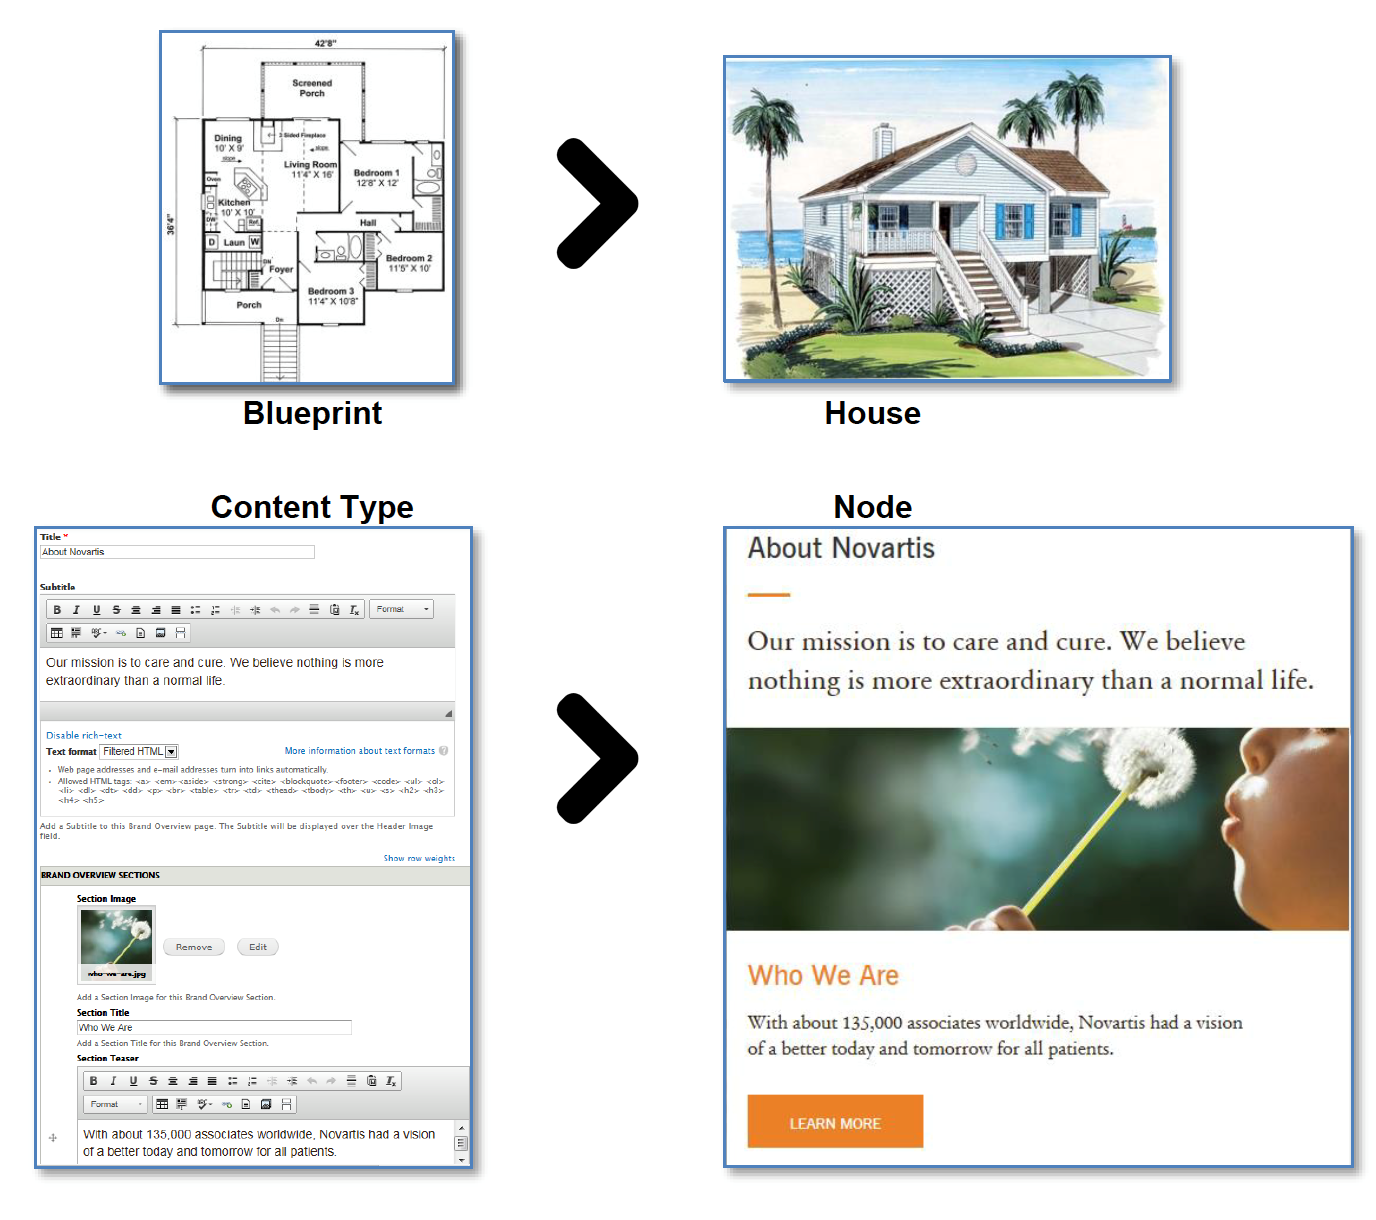 42'8"
Screened
Porch
3 Sided Fireplace
Dining
10' X 9'
slope
slope
Living Room
11'4" X 16'
Bedroom 1
12'8" X 12'
Oven
Kitchen
10' X 10'
DW
Ref.
36'4"
Hall
D Laun W
DN
Foyer
Bedroom 2
11'5" X 10'
Bedroom 3
11'4" X 10'8"
Porch
Dn
Blueprint
House
Content Type
Title *
About Novartis
Subtitle
B I U S
Format
ABC
Our mission is to care and cure. We believe nothing is more
extraordinary than a normal life.
Disable rich-text
Text format Filtered HTML
More information about text formats ?
• Web page addresses and e-mail addresses turn into links automatically.
• Allowed HTML tags: <a> <em> <aside> <strong> <cite> <blockquote> <footer> <code> <ul> <ol>
<li> <dl> <dt> <dd> <p> <br> <table> <tr> <td> <thead> <tbody> <th> <u> <s> <h2> <h3>
<h4> <h5>
Add a Subtitle to this Brand Overview page. The Subtitle will be displayed over the Header Image
field.
Show row weights
BRAND OVERVIEW SECTIONS
Section Image
who-we-are.jpg
Remove
Edit
Add a Section Image for this Brand Overview Section.
Section Title
Who We Are
Add a Section Title for this Brand Overview Section.
Section Teaser
B I U S
Format
ABC
With about 135,000 associates worldwide, Novartis had a vision
of a better today and tomorrow for all patients.
Node
About Novartis
Our mission is to care and cure. We believe
nothing is more extraordinary than a normal life.
Who We Are
With about 135,000 associates worldwide, Novartis had a vision
of a better today and tomorrow for all patients.
LEARN MORE